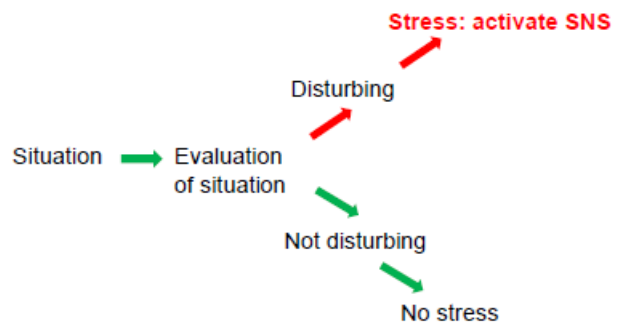 Stress: activate SNS
Disturbing
Situation
Evaluation
of situation
Not disturbing
No stress